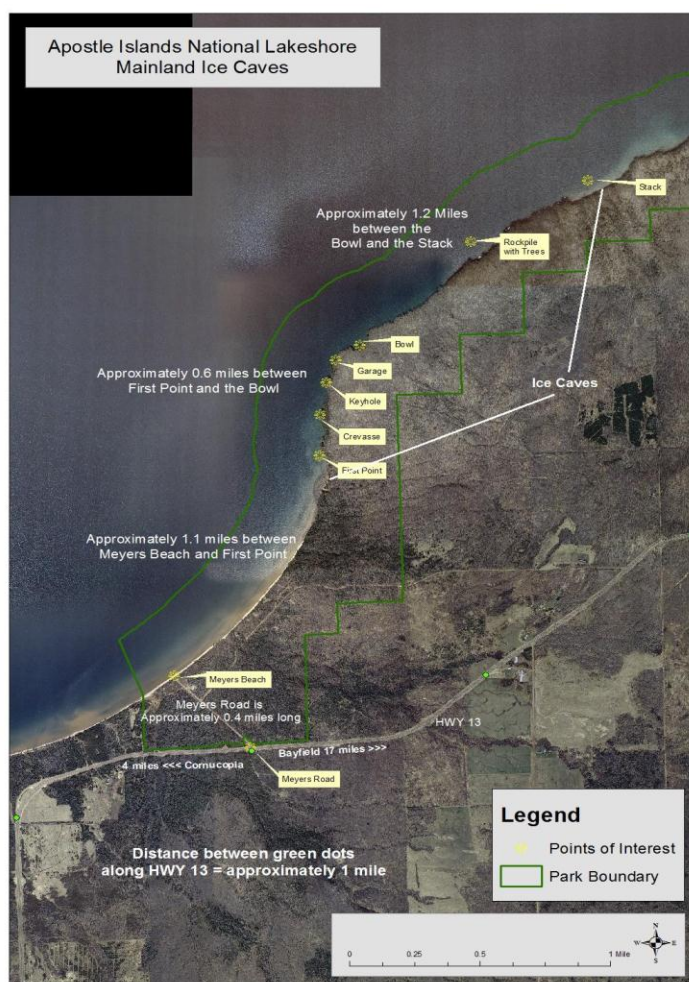 Apostle Islands National Lakeshore
Mainland Ice Caves
Stack
Approximately 1.2 Miles
between the
Bowl and the Stack
Rockpile
with Trees
Bowl
Garage
Approximately 0.6 miles between
First Point and the Bowl
Ice Caves
Keyhole
Crevasse
First Point
Approximately 1.1 miles between
Meyers Beach and First Point
Meyers Beach
Meyers Road is
Approximately 0.4 miles long
HWY 13
Bayfield 17 miles >>>
4 miles <<< Cornucopia
Meyers Road
Distance between green dots
along HWY 13 = approximately 1 mile
Legend
Points of Interest
Park Boundary
N
W E
S
0 0.25 0.5 1 Mile